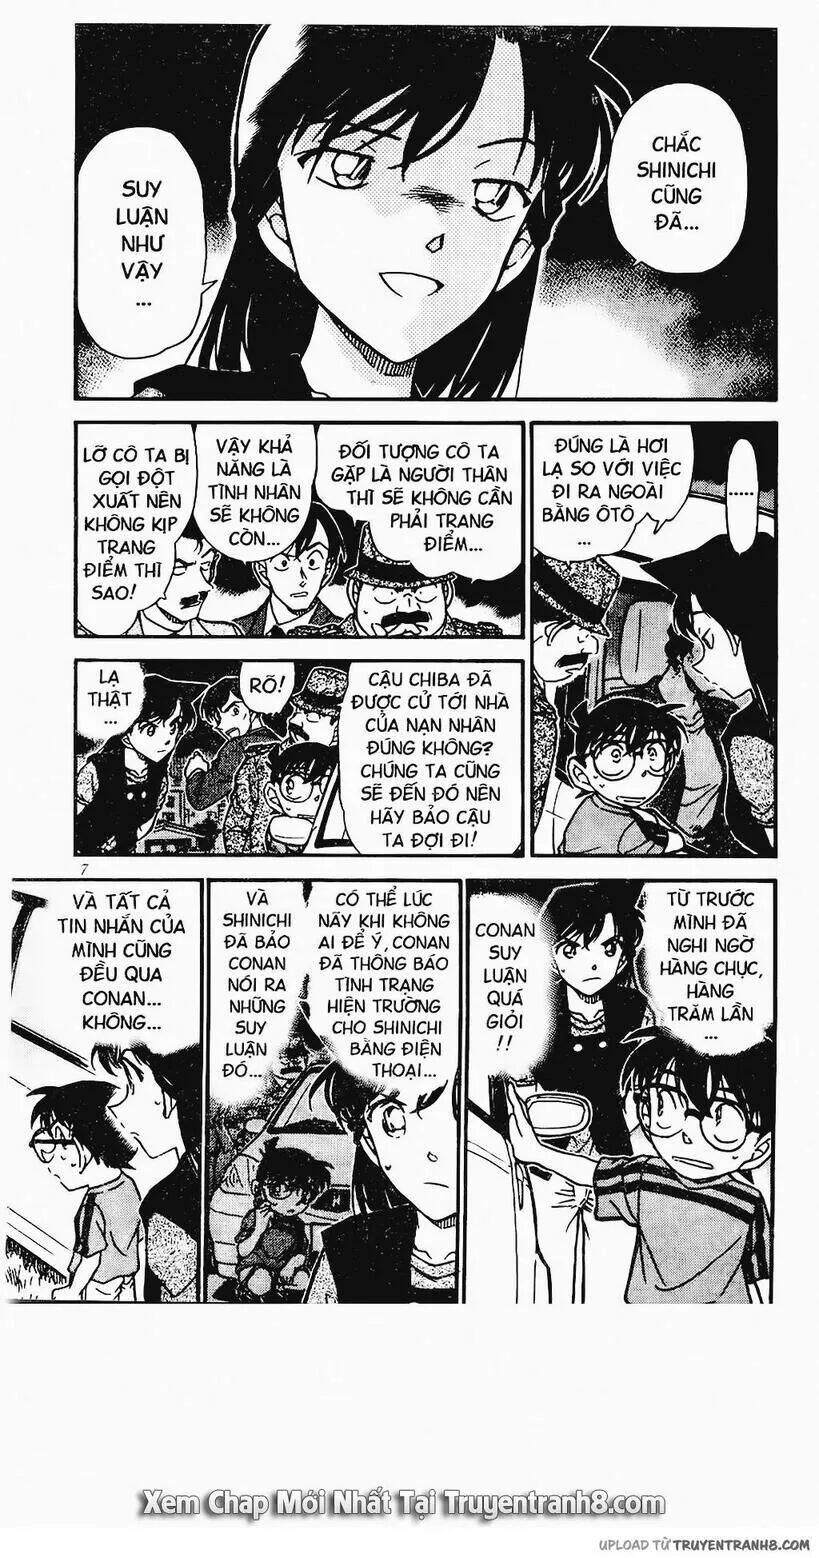 CHẮC
SHINICHI
CŨNG
ĐÃ...
SUY
LUẬN
NHƯ
VẬY
...
......
ĐÚNG LÀ HƠI
LẠ SO VỚI VIỆC
ĐI RA NGOÀI
BẰNG ÔTÔ
...
ĐỐI TƯỢNG CÔ TA
GẶP LÀ NGƯỜI THÂN
THÌ SẼ KHÔNG CẦN
PHẢI TRANG
ĐIỂM...
VẬY KHẢ
NĂNG LÀ
TÌNH NHÂN
SẼ KHÔNG
CÒN...
LỠ CÔ TA BỊ
GỌI ĐỘT
XUẤT NÊN
KHÔNG KỊP
TRANG
ĐIỂM THÌ
SAO!
CẬU CHIBA ĐÃ
ĐƯỢC CỬ TỚI NHÀ
CỦA NẠN NHÂN
ĐÚNG KHÔNG?
CHÚNG TA CŨNG
SẼ ĐẾN ĐÓ NÊN
HÃY BẢO CẬU
TA ĐỢI ĐI!
RÕ!
LẠ
THẬT
...
7
TỪ TRƯỚC
MÌNH ĐÃ
NGHI NGỜ
HÀNG CHỤC,
HÀNG
TRĂM LẦN
...
CONAN
SUY
LUẬN
QUÁ
GIỎI
!!
CÓ THỂ LÚC
NÃY KHI KHÔNG
AI ĐỂ Ý, CONAN
ĐÃ THÔNG BÁO
TÌNH TRẠNG
HIỆN TRƯỜNG
CHO SHINICHI
BẰNG ĐIỆN
THOẠI...
VÀ
SHINICHI
ĐÃ BẢO
CONAN
NÓI RA
NHỮNG
SUY
LUẬN
ĐÓ...
VÀ TẤT CẢ
TIN NHẮN CỦA
MÌNH CŨNG
ĐỀU QUA
CONAN...
KHÔNG...
Xem Chap Mới Nhất Tại Truyentranh8.com
UPLOAD TỪ TRUYENTRANH8.COM